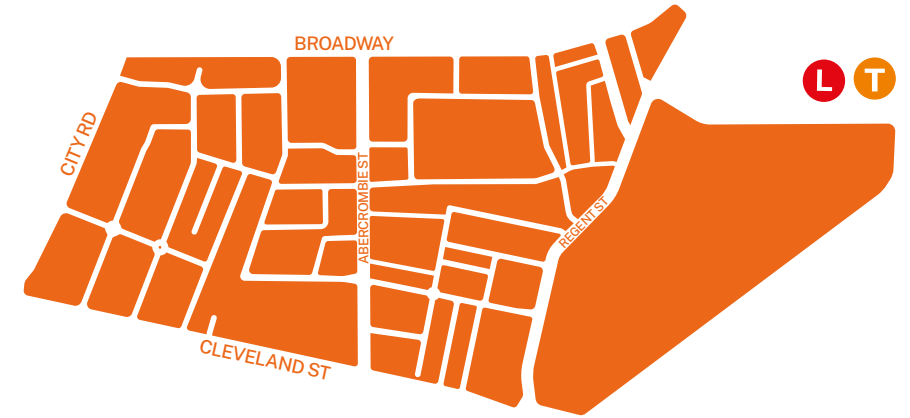 BROADWAY
L T
CITY RD
ABERCROMBIE ST
REGENT ST
CLEVELAND ST